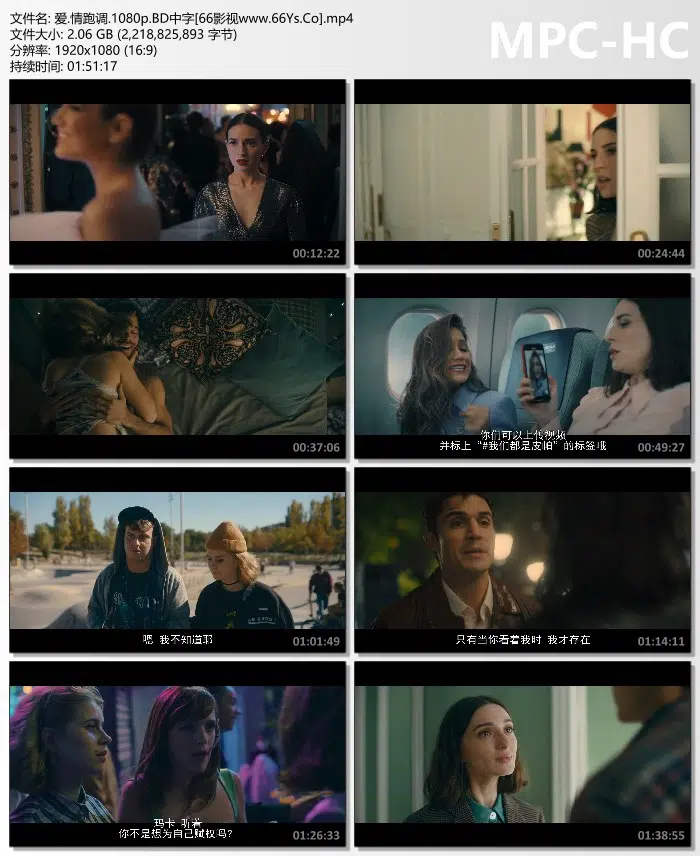 文件名: 爱.情跑调.1080p.BD中字[66影视www.66Ys.Co].mp4
MPC-HC
文件大小: 2.06 GB (2,218,825,893 字节)
分辨率: 1920x1080 (16:9)
持续时间: 01:51:17
00:12:22
00:24:44
00:37:06
你们可以上传视频
并标上“#我们都是皮帕”的标签哦
00:49:27
嗯 我不知道耶
01:01:49
只有当你看着我时 我才存在
01:14:11
玛卡 听着
你不是想为自己赋权吗?
01:26:33
01:38:55